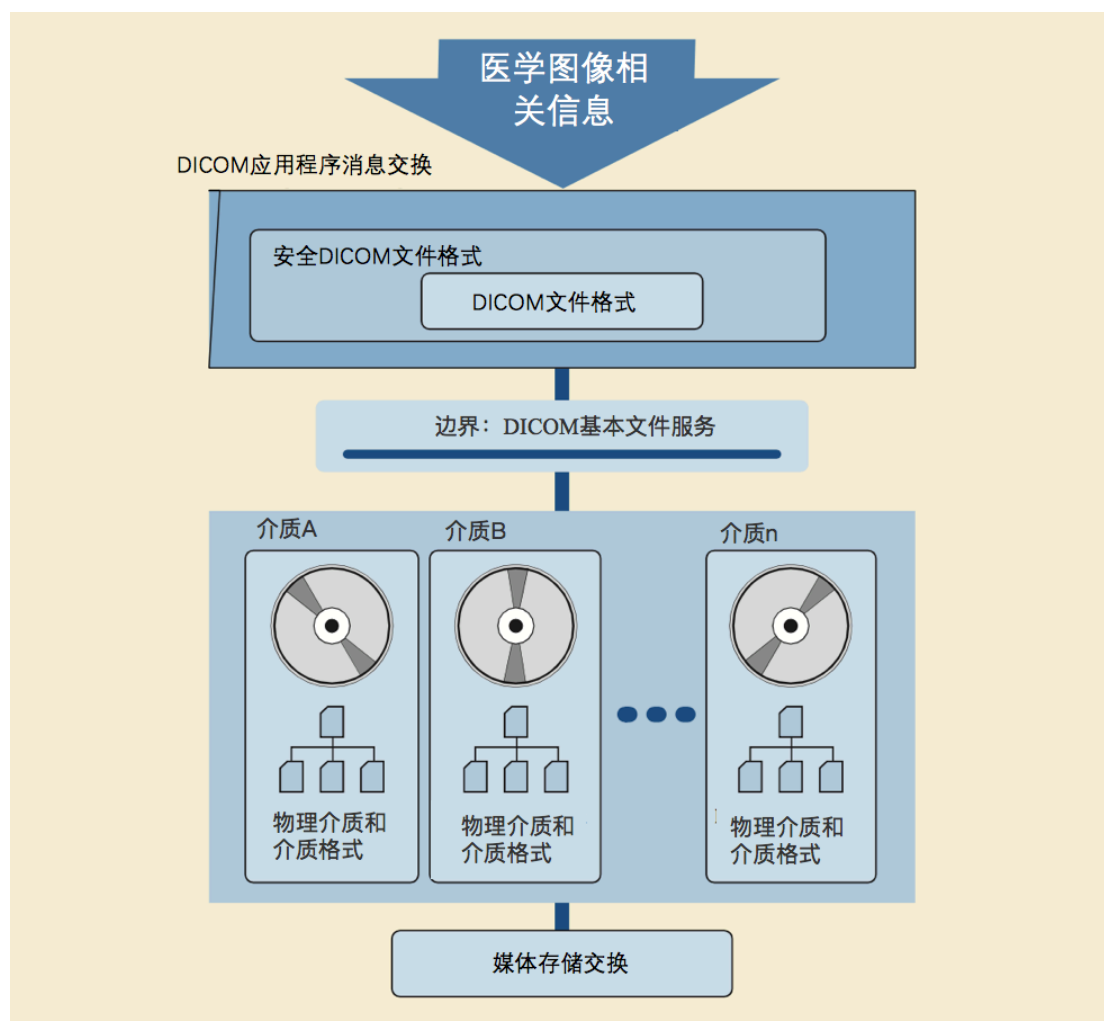 医学图像相
关信息
DICOM应用程序消息交换
安全DICOM文件格式
DICOM文件格式
边界：DICOM基本文件服务
介质A
介质B
介质n
物理介质和
介质格式
物理介质和
介质格式
物理介质和
介质格式
媒体存储交换